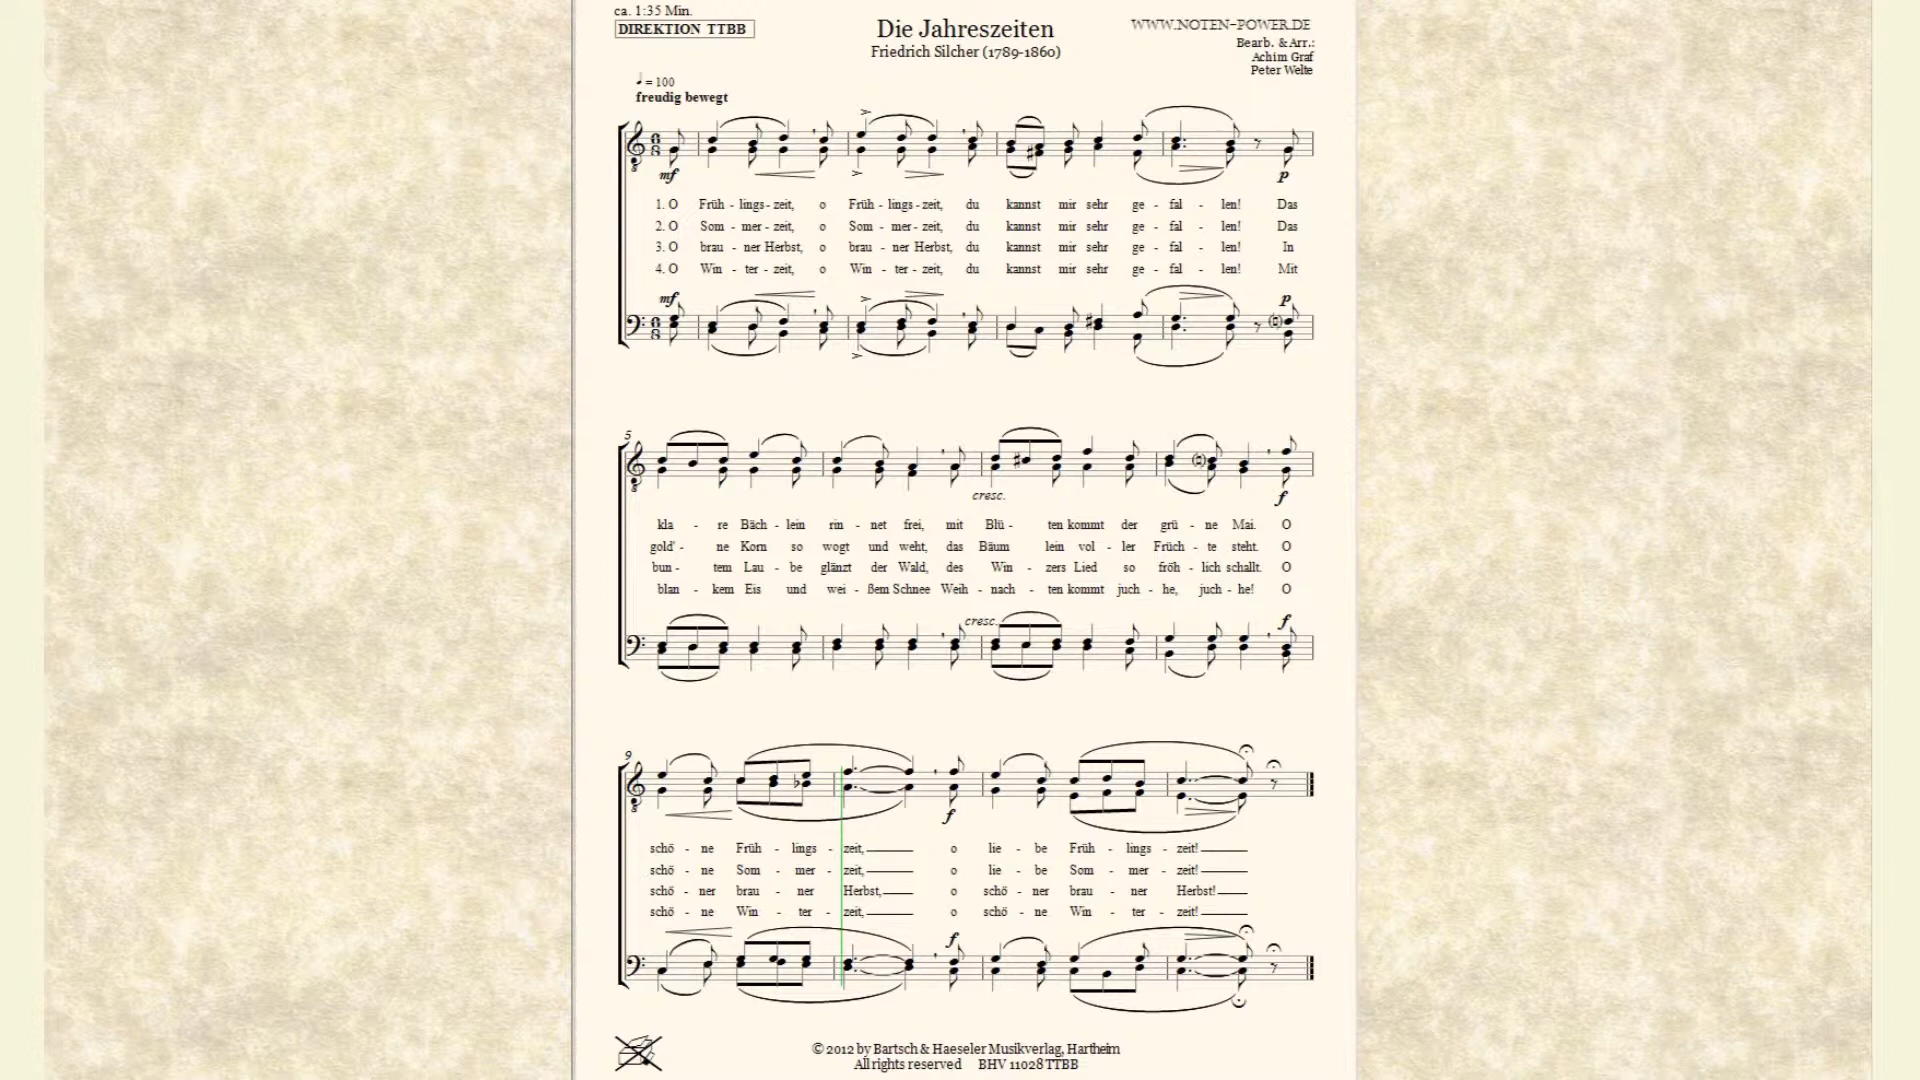 ca. 1:35 Min.
DIREKTION TTBB
Die Jahreszeiten
Friedrich Silcher (1789-1860)
WWW.NOTEN-POWER.DE
Bearb. & Arr.:
Achim Graf
Peter Welte
♩ = 100
freudig bewegt
mf p
1. O Früh - lings - zeit, o Früh - lings - zeit, du kannst mir sehr ge - fal - len! Das
2. O Som - mer - zeit, o Som - mer - zeit, du kannst mir sehr ge - fal - len! Das
3. O brau - ner Herbst, o brau - ner Herbst, du kannst mir sehr ge - fal - len! In
4. O Win - ter - zeit, o Win - ter - zeit, du kannst mir sehr ge - fal - len! Mit
mf p
5
cresc. f
kla - re Bäch - lein rin - net frei, mit Blü - ten kommt der grü - ne Mai. O
gold' - ne Korn so wogt und weht, das Bäum lein vol - ler Früch - te steht. O
bun - tem Lau - be glänzt der Wald, des Win - zers Lied so fröh - lich schallt. O
blan - kem Eis und wei - ßem Schnee Weih - nach - ten kommt juch - he, juch - he! O
cresc. f
9
f
schö - ne Früh - lings - zeit, o lie - be Früh - lings - zeit!
schö - ne Som - mer - zeit, o lie - be Som - mer - zeit!
schö - ner brau - ner Herbst, o schö - ner brau - ner Herbst!
schö - ne Win - ter - zeit, o schö - ne Win - ter - zeit!
f
© 2012 by Bartsch & Haeseler Musikverlag, Hartheim
All rights reserved BHV 11028 TTBB